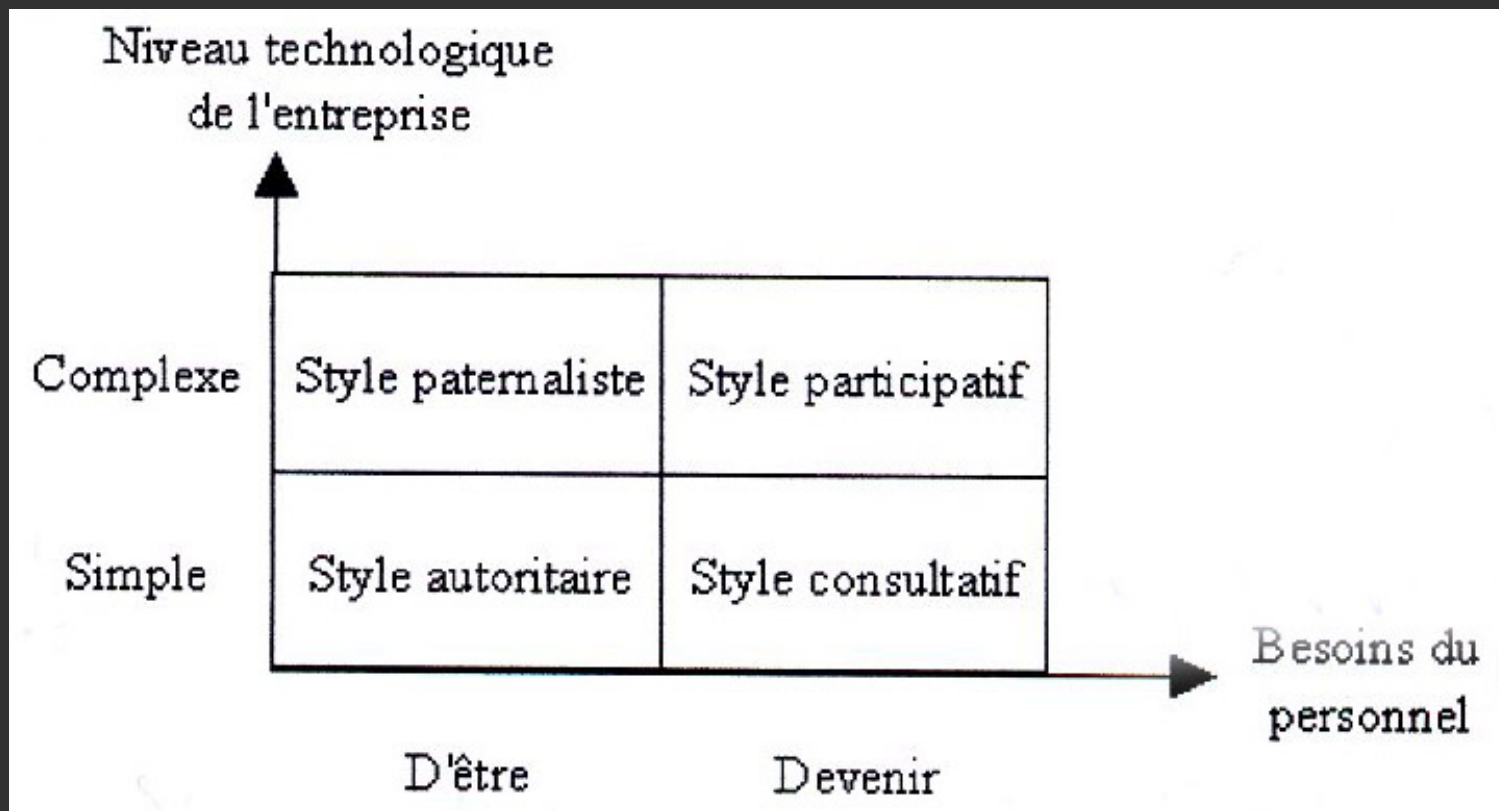 Niveau technologique
de l'entreprise
Complexe
Style paternaliste
Style participatif
Simple
Style autoritaire
Style consultatif
Besoins du
personnel
D'être
Devenir